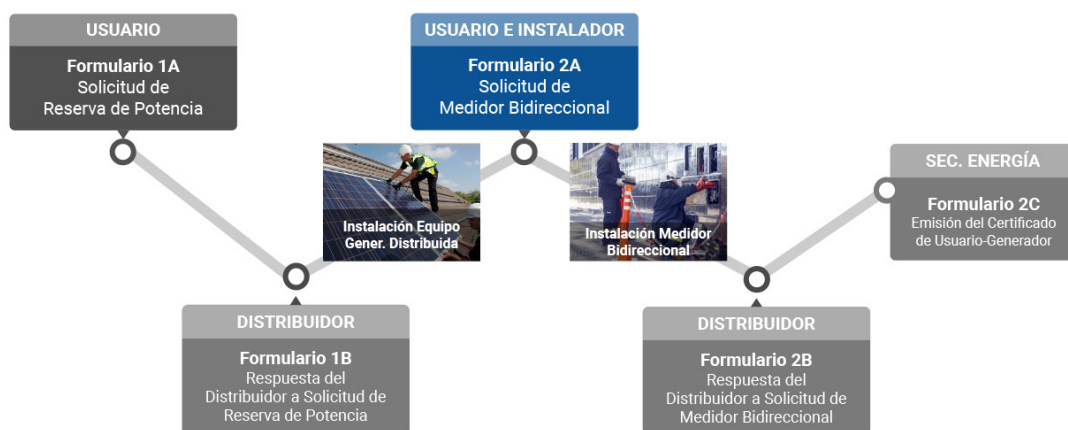 USUARIO
Formulario 1A
Solicitud de
Reserva de Potencia
USUARIO E INSTALADOR
Formulario 2A
Solicitud de
Medidor Bidireccional
Instalación Equipo
Gener. Distribuida
Instalación Medidor
Bidireccional
SEC. ENERGÍA
Formulario 2C
Emisión del Certificado
de Usuario-Generador
DISTRIBUIDOR
Formulario 1B
Respuesta del
Distribuidor a Solicitud de
Reserva de Potencia
DISTRIBUIDOR
Formulario 2B
Respuesta del
Distribuidor a Solicitud de
Medidor Bidireccional